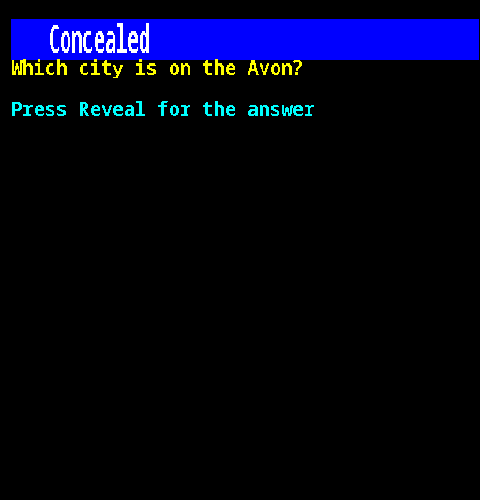 Concealed
Which city is on the Avon?
Press Reveal for the answer